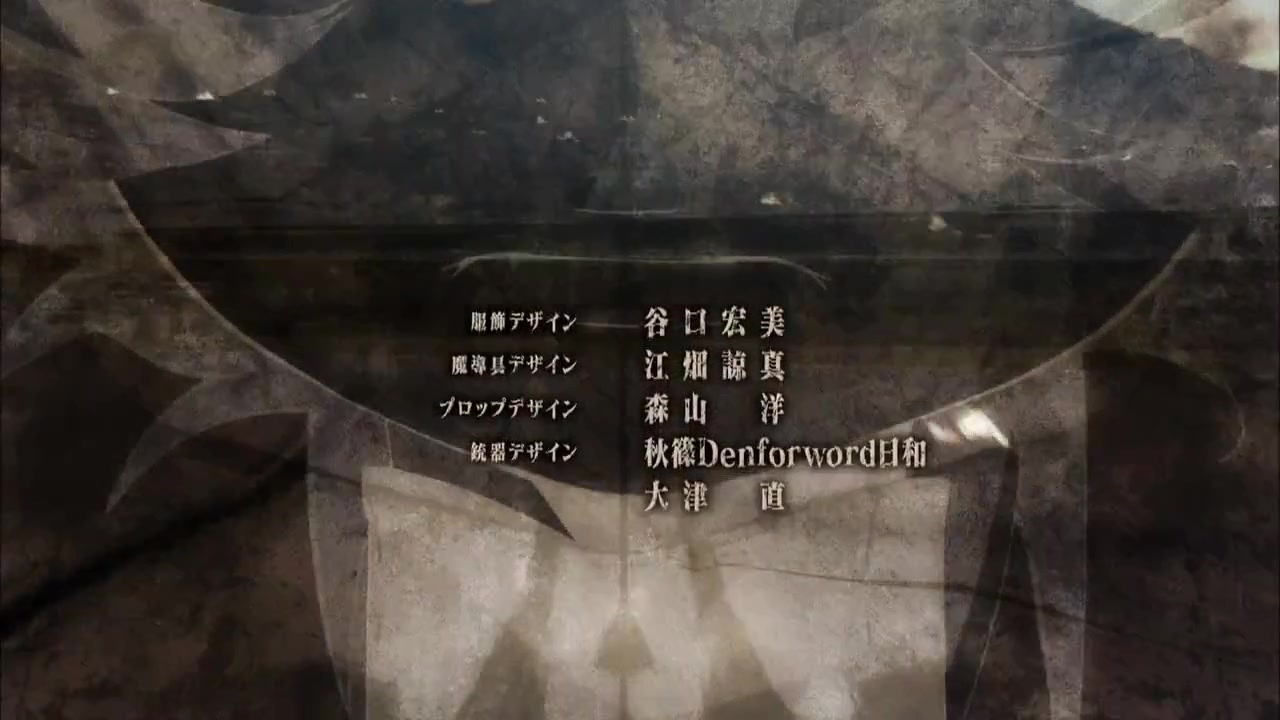 服飾デザイン 谷口宏美
魔導具デザイン 江畑諒真
プロップデザイン 森山 洋
銃器デザイン 秋篠Denforword日和
大津 直